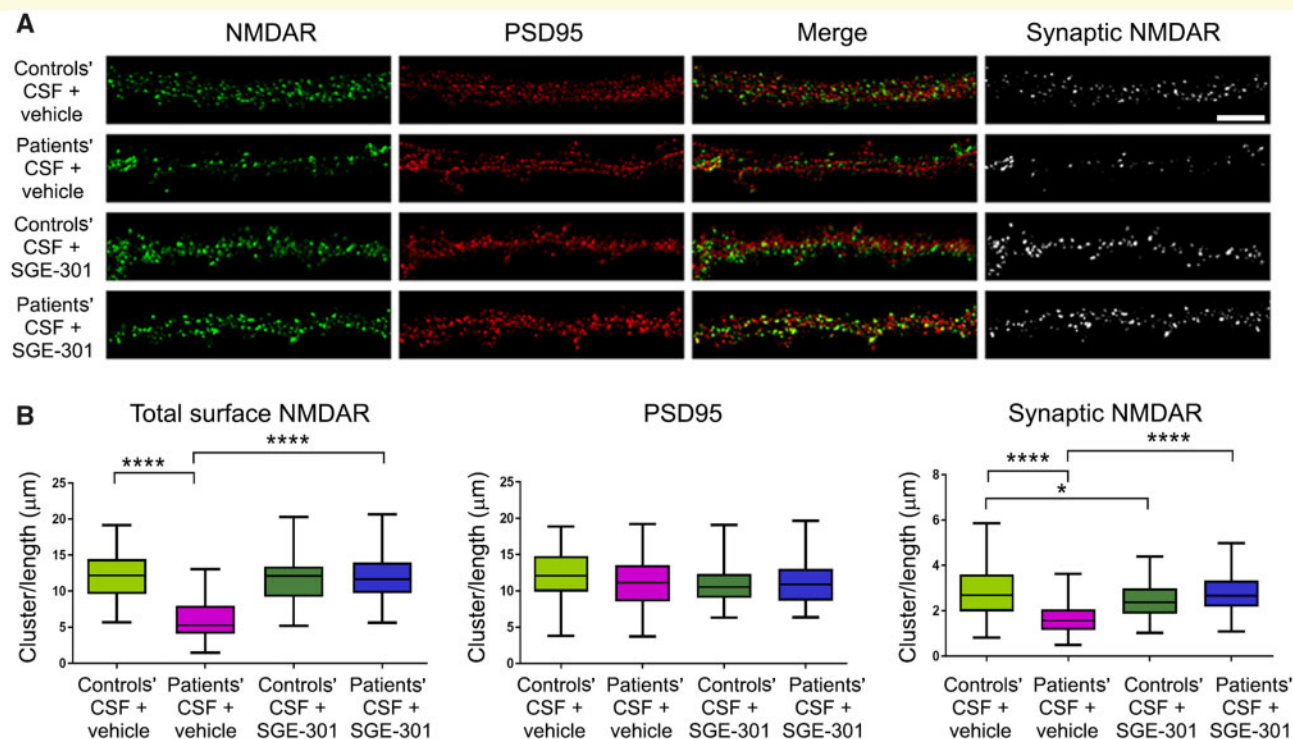 A
NMDAR PSD95 Merge Synaptic NMDAR
Controls'
CSF +
vehicle
Patients'
CSF +
vehicle
Controls'
CSF +
SGE-301
Patients'
CSF +
SGE-301
B
Total surface NMDAR
Cluster/length (μm)
25
20
15
10
5
0
****
****
Controls' Patients' Controls' Patients'
CSF + CSF + CSF + CSF +
vehicle vehicle SGE-301 SGE-301
PSD95
Cluster/length (μm)
25
20
15
10
5
0
Controls' Patients' Controls' Patients'
CSF + CSF + CSF + CSF +
vehicle vehicle SGE-301 SGE-301
Synaptic NMDAR
Cluster/length (μm)
8
6
4
2
0
****
****
*
Controls' Patients' Controls' Patients'
CSF + CSF + CSF + CSF +
vehicle vehicle SGE-301 SGE-301